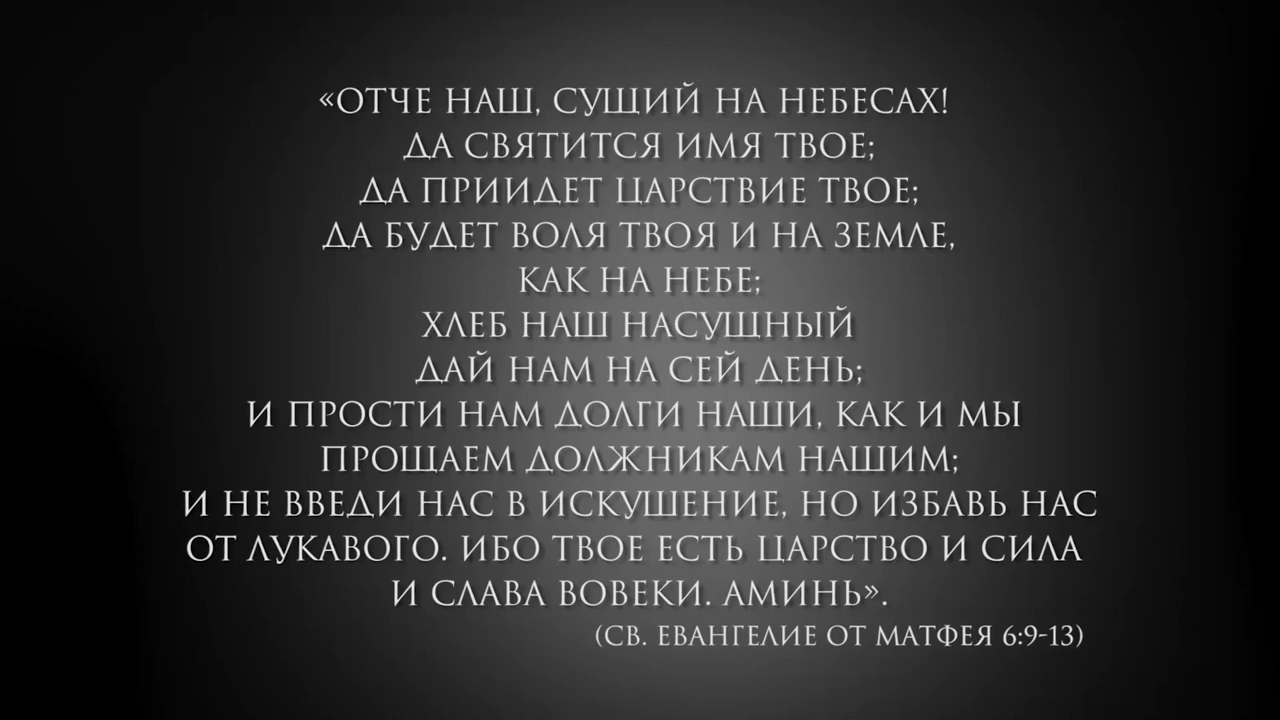 «ОТЧЕ НАШ, СУЩИЙ НА НЕБЕСАХ!
ДА СВЯТИТСЯ ИМЯ ТВОЕ;
ДА ПРИИДЕТ ЦАРСТВИЕ ТВОЕ;
ДА БУДЕТ ВОЛЯ ТВОЯ И НА ЗЕМЛЕ,
КАК НА НЕБЕ;
ХЛЕБ НАШ НАСУЩНЫЙ
ДАЙ НАМ НА СЕЙ ДЕНЬ;
И ПРОСТИ НАМ ДОЛГИ НАШИ, КАК И МЫ
ПРОЩАЕМ ДОЛЖНИКАМ НАШИМ;
И НЕ ВВЕДИ НАС В ИСКУШЕНИЕ, НО ИЗБАВЬ НАС
ОТ ЛУКАВОГО. ИБО ТВОЕ ЕСТЬ ЦАРСТВО И СИЛА
И СЛАВА ВОВЕКИ. АМИНЬ».
(СВ. ЕВАНГЕЛИЕ ОТ МАТФЕЯ 6:9-13)